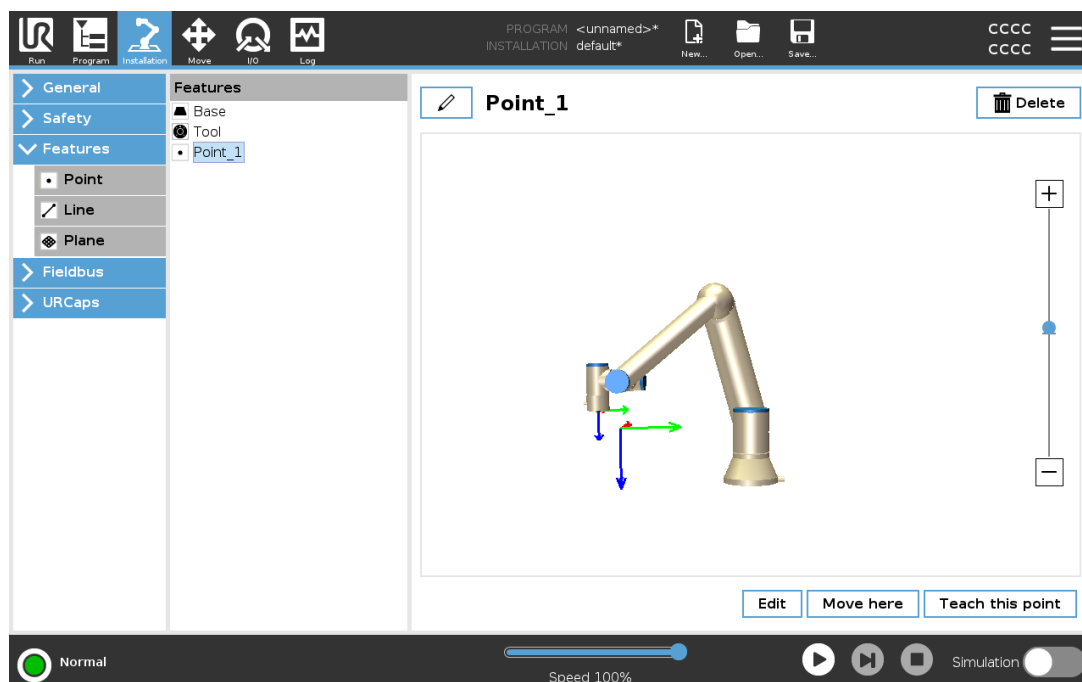 UR
Run
Program
Installation
Move
I/O
Log
PROGRAM <unnamed>*
INSTALLATION default*
New...
Open...
Save...
CCCC
CCCC
General
Safety
Features
Point
Line
Plane
Fieldbus
URCaps
Features
Base
Tool
Point_1
Point_1
Delete
Edit
Move here
Teach this point
Normal
Speed 100%
Simulation